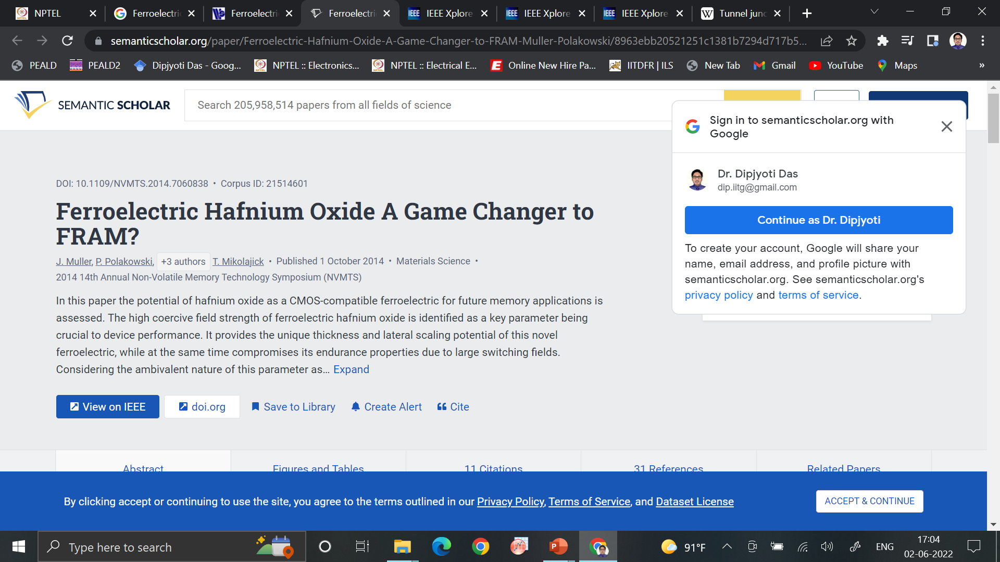 NPTEL
Ferroelectri
Ferroelectri
Ferroelectri
IEEE Xplore
IEEE Xplore
IEEE Xplore
W Tunnel junc
semanticscholar.org/paper/Ferroelectric-Hafnium-Oxide-A-Game-Changer-to-FRAM-Muller-Polakowski/8963ebb20521251c1381b7294d717b5...
PEALD
PEALD2
Dipjyoti Das - Goog...
NPTEL :: Electronics...
NPTEL :: Electrical E...
Online New Hire Pa...
IITDFR | ILS
New Tab
Gmail
YouTube
Maps
»
SEMANTIC SCHOLAR
Search 205,958,514 papers from all fields of science
Sign in to semanticscholar.org with
Google
Dr. Dipjyoti Das
dip.iitg@gmail.com
Continue as Dr. Dipjyoti
To create your account, Google will share your
name, email address, and profile picture with
semanticscholar.org. See semanticscholar.org's
privacy policy and terms of service.
DOI: 10.1109/NVMTS.2014.7060838 • Corpus ID: 21514601
Ferroelectric Hafnium Oxide A Game Changer to
FRAM?
J. Muller, P. Polakowski, +3 authors T. Mikolajick • Published 1 October 2014 • Materials Science •
2014 14th Annual Non-Volatile Memory Technology Symposium (NVMTS)
In this paper the potential of hafnium oxide as a CMOS-compatible ferroelectric for future memory applications is
assessed. The high coercive field strength of ferroelectric hafnium oxide is identified as a key parameter being
crucial to device performance. It provides the unique thickness and lateral scaling potential of this novel
ferroelectric, while at the same time compromises its endurance properties due to large switching fields.
Considering the ambivalent nature of this parameter as... Expand
View on IEEE
doi.org
Save to Library
Create Alert
Cite
Abstract
Figures and Tables
11 Citations
31 References
Related Papers
By clicking accept or continuing to use the site, you agree to the terms outlined in our Privacy Policy, Terms of Service, and Dataset License
ACCEPT & CONTINUE
Type here to search
91°F
ENG
17:04
02-06-2022